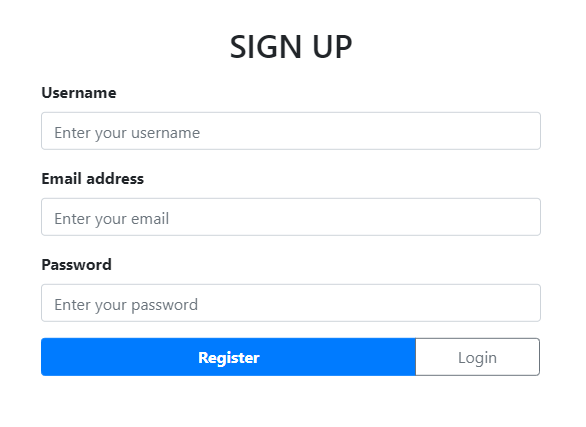 SIGN UP
Username
Enter your username
Email address
Enter your email
Password
Enter your password
Register Login